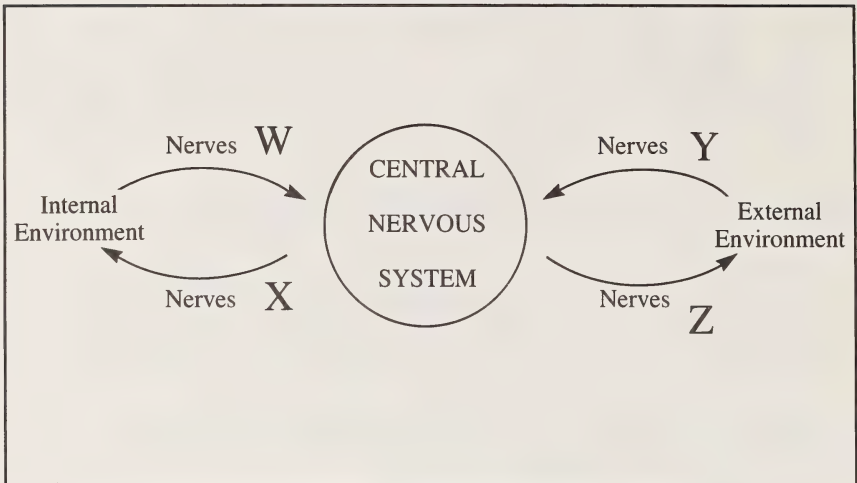 Nerves W
Internal
Environment
Nerves X
CENTRAL
NERVOUS
SYSTEM
Nerves Y
External
Environment
Nerves Z